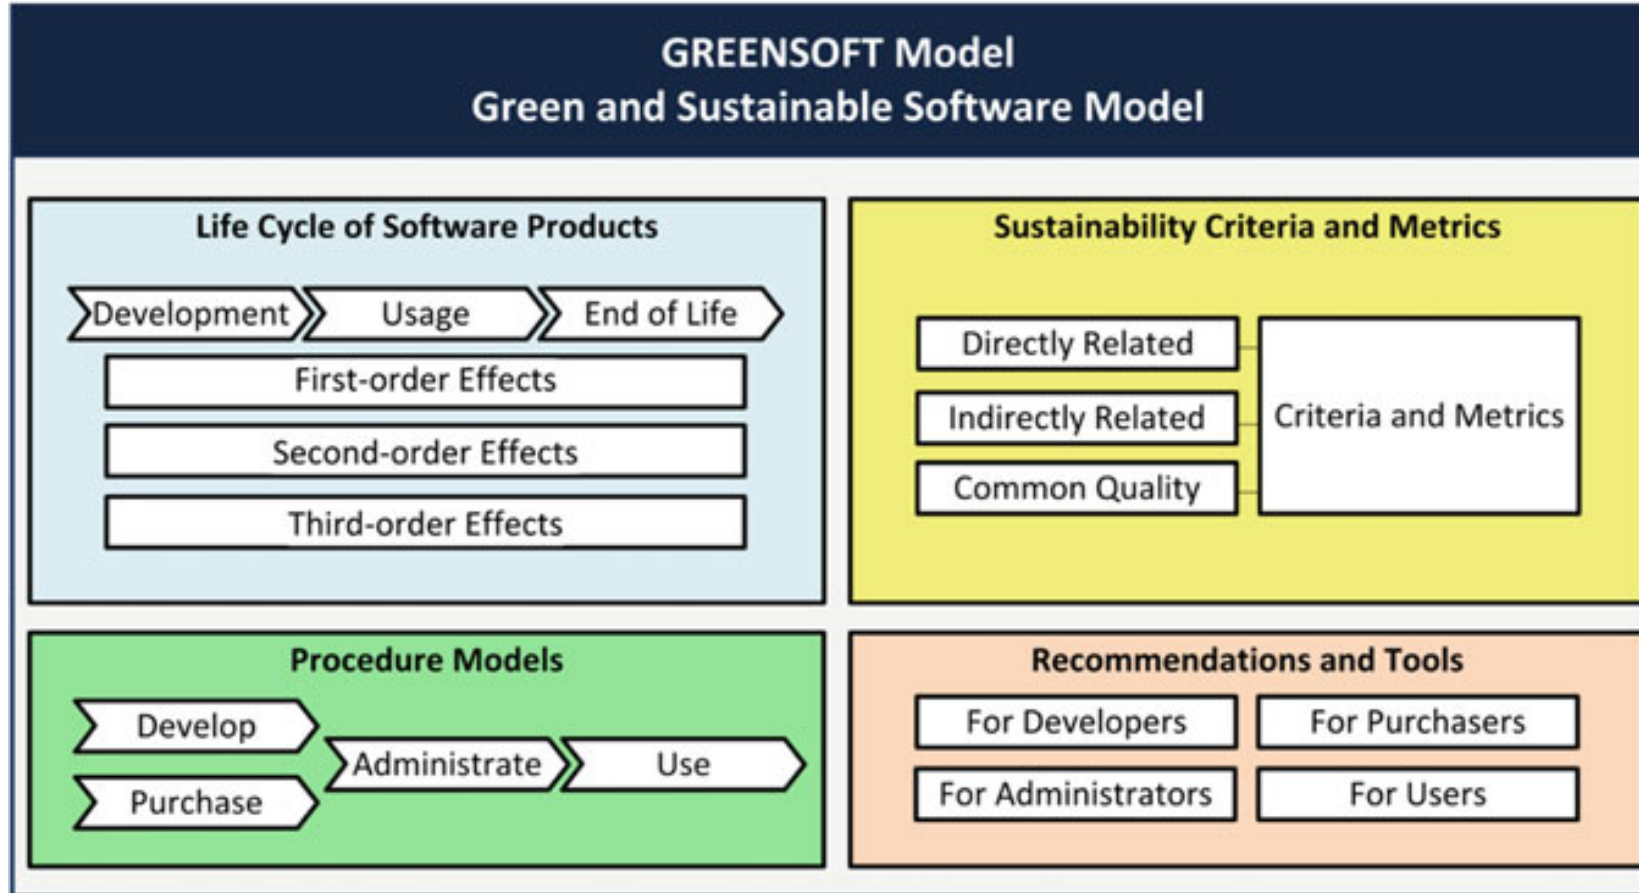 GREENSOFT Model
Green and Sustainable Software Model
Life Cycle of Software Products
Development
Usage
End of Life
First-order Effects
Second-order Effects
Third-order Effects
Sustainability Criteria and Metrics
Directly Related
Indirectly Related
Common Quality
Criteria and Metrics
Procedure Models
Develop
Purchase
Administrate
Use
Recommendations and Tools
For Developers
For Purchasers
For Administrators
For Users